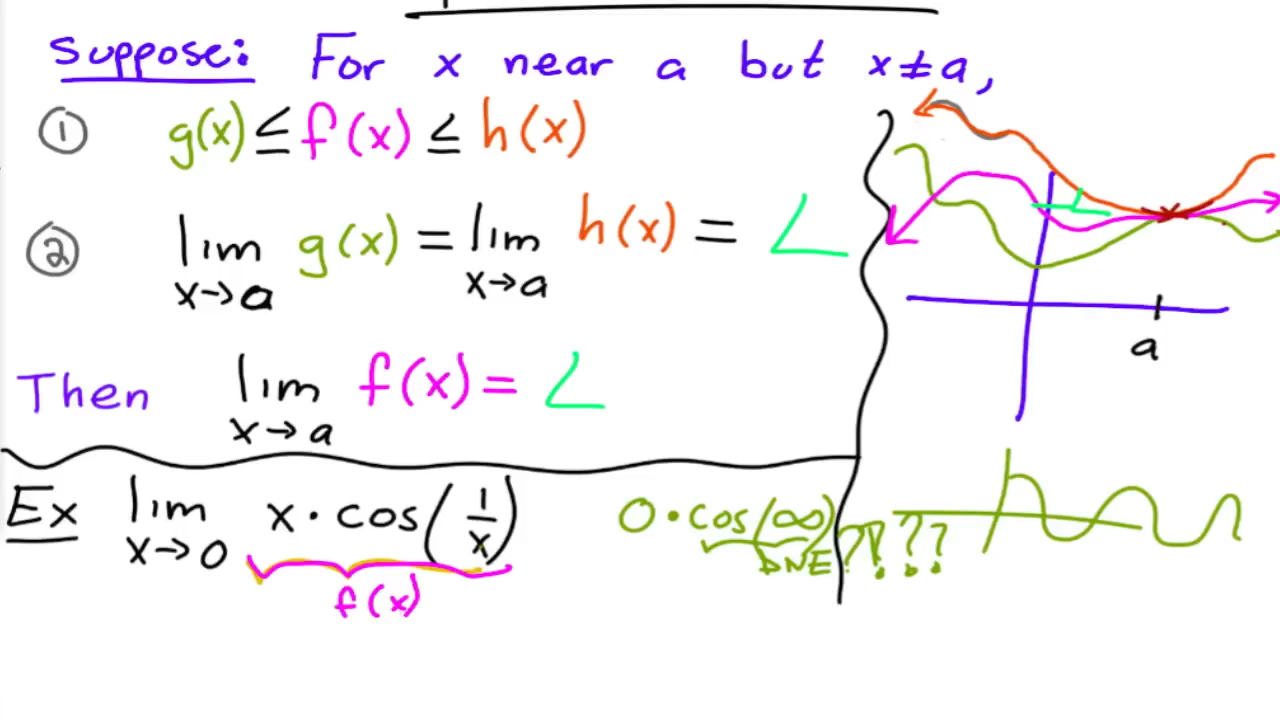 Suppose: For x near a but x≠a,
① g(x) ≤ f(x) ≤ h(x)
② lim x→a g(x) = lim x→a h(x) = L
Then lim x→a f(x) = L
L
a
Ex lim x→0 x · cos(1/x)
f(x)
0 · cos(∞) ????
DNE